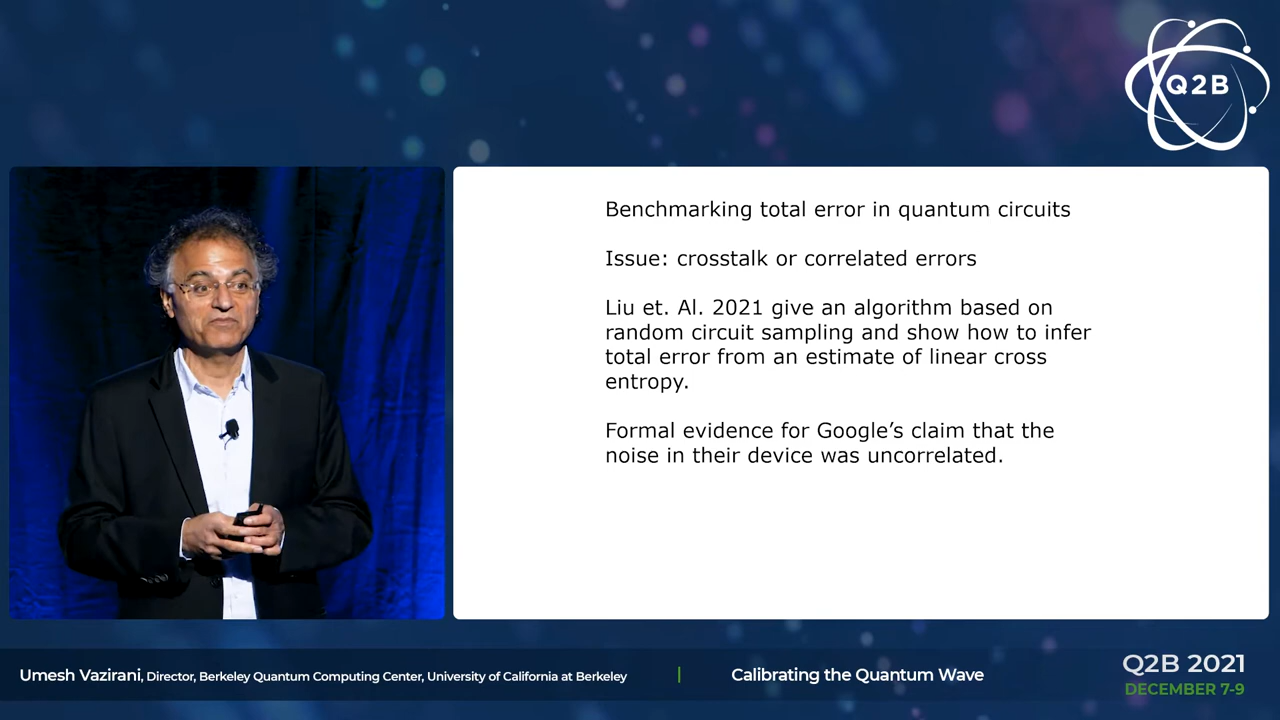 Q2B
Benchmarking total error in quantum circuits
Issue: crosstalk or correlated errors
Liu et. Al. 2021 give an algorithm based on
random circuit sampling and show how to infer
total error from an estimate of linear cross
entropy.
Formal evidence for Google’s claim that the
noise in their device was uncorrelated.
Umesh Vazirani, Director, Berkeley Quantum Computing Center, University of California at Berkeley
Calibrating the Quantum Wave
Q2B 2021
DECEMBER 7-9